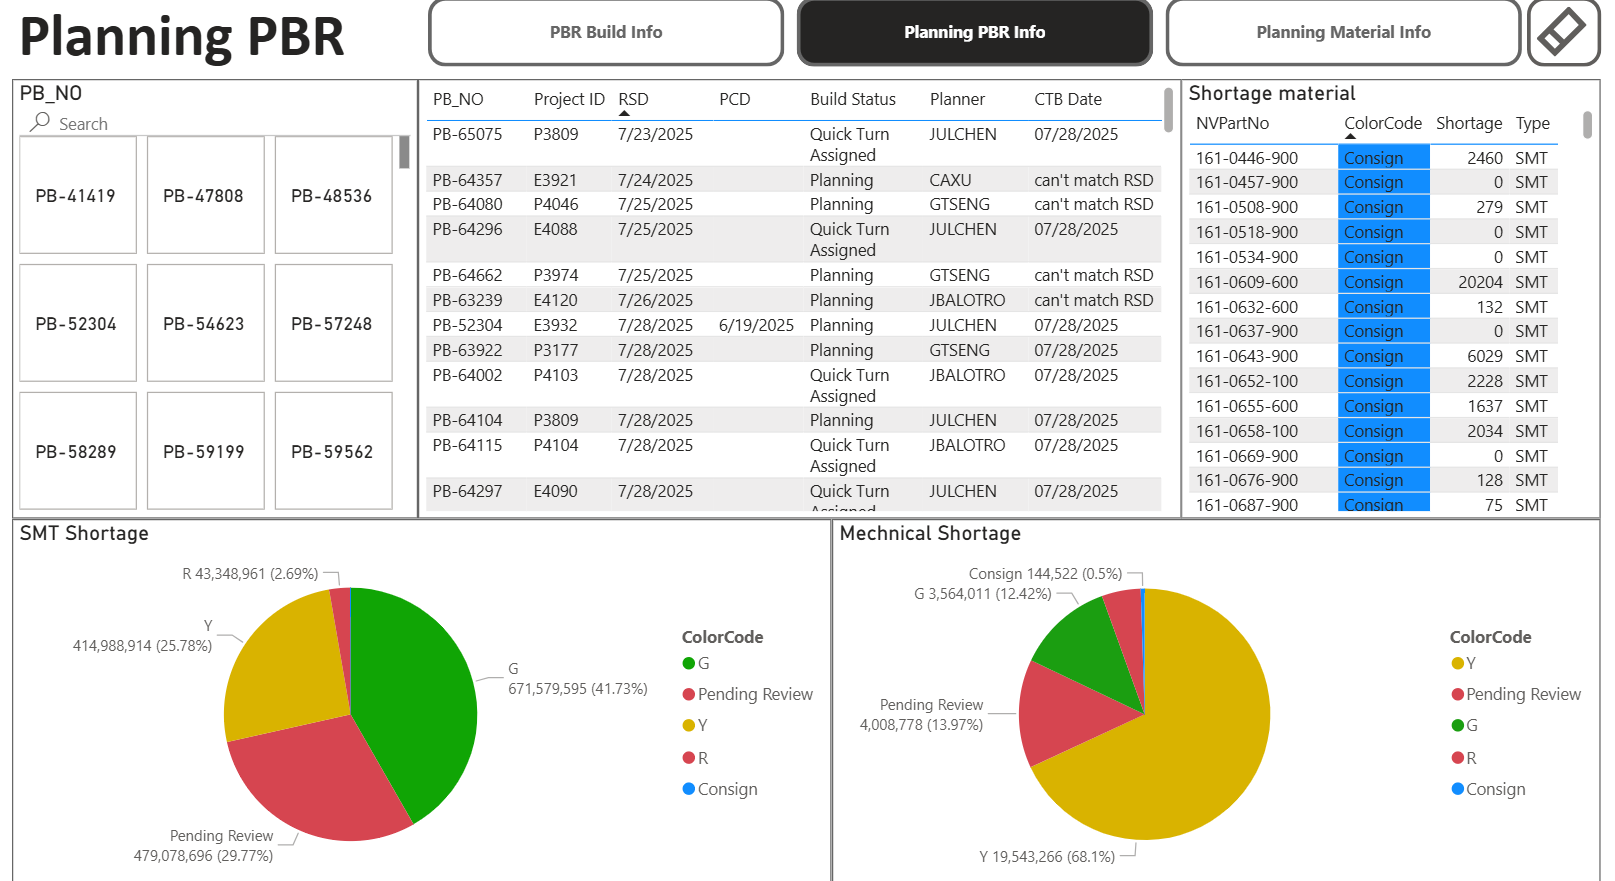 Planning PBR
PBR Build Info
Planning PBR Info
Planning Material Info
PB_NO
Search
PB-41419 PB-47808 PB-48536
PB-52304 PB-54623 PB-57248
PB-58289 PB-59199 PB-59562
PB_NO Project ID RSD PCD Build Status Planner CTB Date
PB-65075 P3809 7/23/2025 Quick Turn JULCHEN 07/28/2025
Assigned
PB-64357 E3921 7/24/2025 Planning CAXU can't match RSD
PB-64080 P4046 7/25/2025 Planning GTSENG can't match RSD
PB-64296 E4088 7/25/2025 Quick Turn JULCHEN 07/28/2025
Assigned
PB-64662 P3974 7/25/2025 Planning GTSENG can't match RSD
PB-63239 E4120 7/26/2025 Planning JBALOTRO can't match RSD
PB-52304 E3932 7/28/2025 6/19/2025 Planning JULCHEN 07/28/2025
PB-63922 P3177 7/28/2025 Planning GTSENG 07/28/2025
PB-64002 P4103 7/28/2025 Quick Turn JBALOTRO 07/28/2025
Assigned
PB-64104 P3809 7/28/2025 Planning JULCHEN 07/28/2025
PB-64115 P4104 7/28/2025 Quick Turn JBALOTRO 07/28/2025
Assigned
PB-64297 E4090 7/28/2025 Quick Turn JULCHEN 07/28/2025
Assigned
Shortage material
NVPartNo ColorCode Shortage Type
161-0446-900 Consign 2460 SMT
161-0457-900 Consign 0 SMT
161-0508-900 Consign 279 SMT
161-0518-900 Consign 0 SMT
161-0534-900 Consign 0 SMT
161-0609-600 Consign 20204 SMT
161-0632-600 Consign 132 SMT
161-0637-900 Consign 0 SMT
161-0643-900 Consign 6029 SMT
161-0652-100 Consign 2228 SMT
161-0655-600 Consign 1637 SMT
161-0658-100 Consign 2034 SMT
161-0669-900 Consign 0 SMT
161-0676-900 Consign 128 SMT
161-0687-900 Consign 75 SMT
SMT Shortage
R 43,348,961 (2.69%)
Y
414,988,914 (25.78%)
G
671,579,595 (41.73%)
Pending Review
479,078,696 (29.77%)
ColorCode
G
Pending Review
Y
R
Consign
Mechnical Shortage
Consign 144,522 (0.5%)
G 3,564,011 (12.42%)
Pending Review
4,008,778 (13.97%)
Y 19,543,266 (68.1%)
ColorCode
Y
Pending Review
G
R
Consign